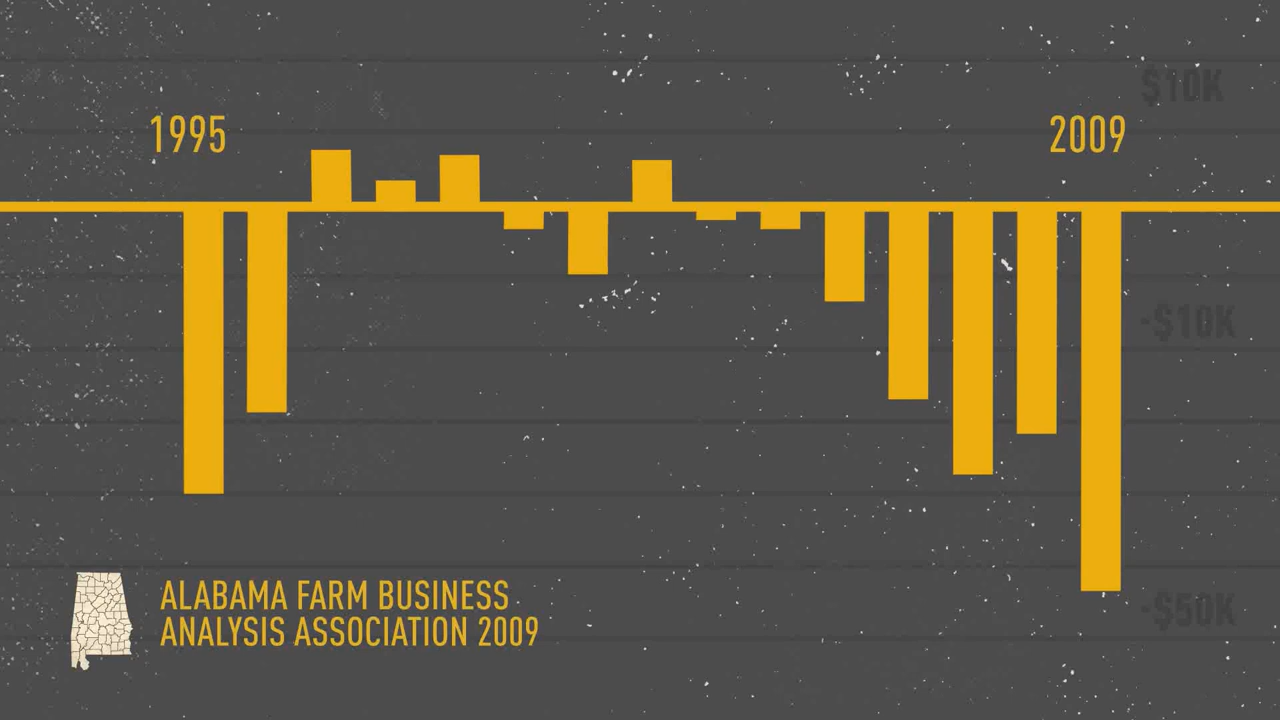 $10K
1995
2009
-$10K
ALABAMA FARM BUSINESS
ANALYSIS ASSOCIATION 2009
-$50K